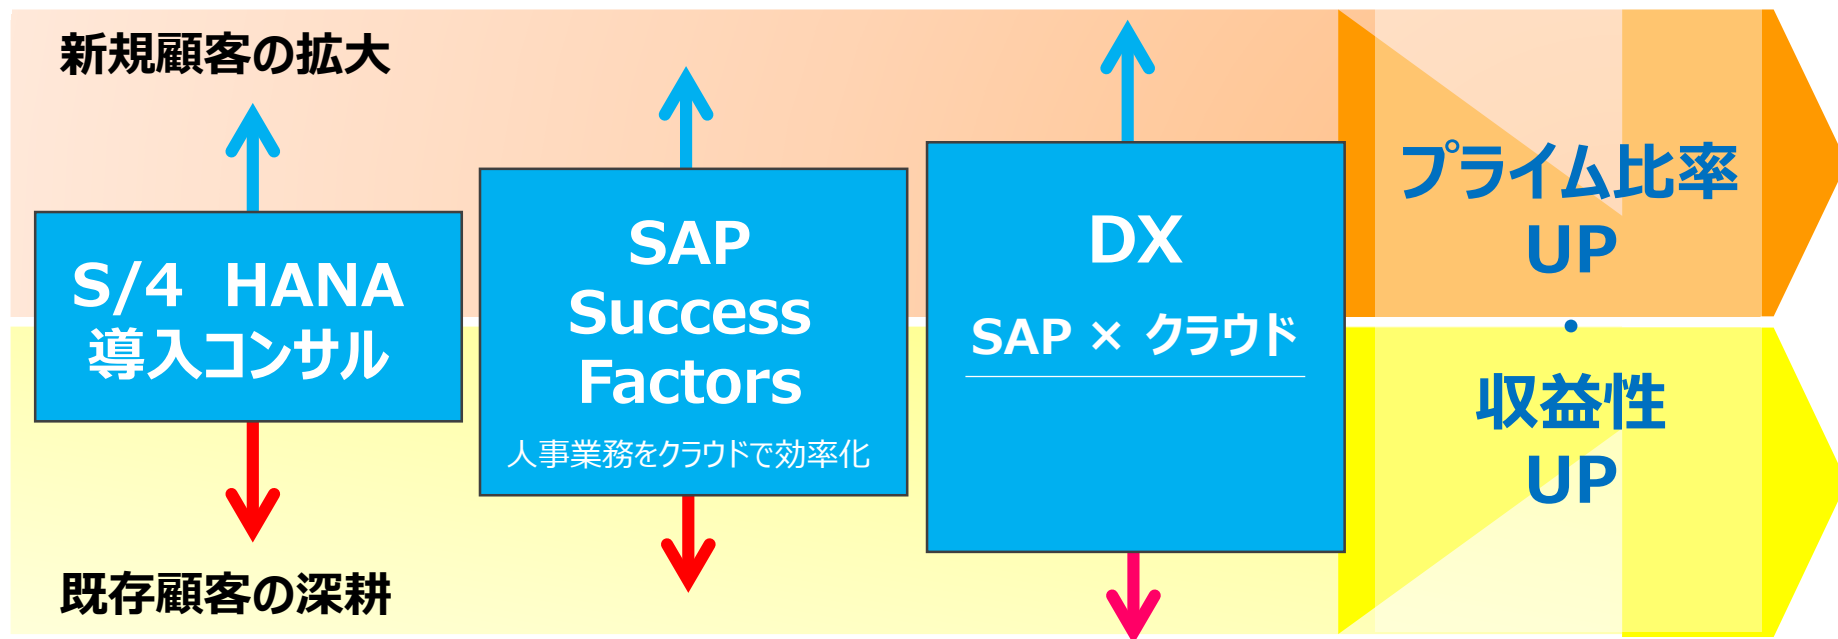 新規顧客の拡大
S/4 HANA
導入コンサル
SAP
Success
Factors
人事業務をクラウドで効率化
DX
SAP × クラウド
プライム比率
UP
・
収益性
UP
既存顧客の深耕